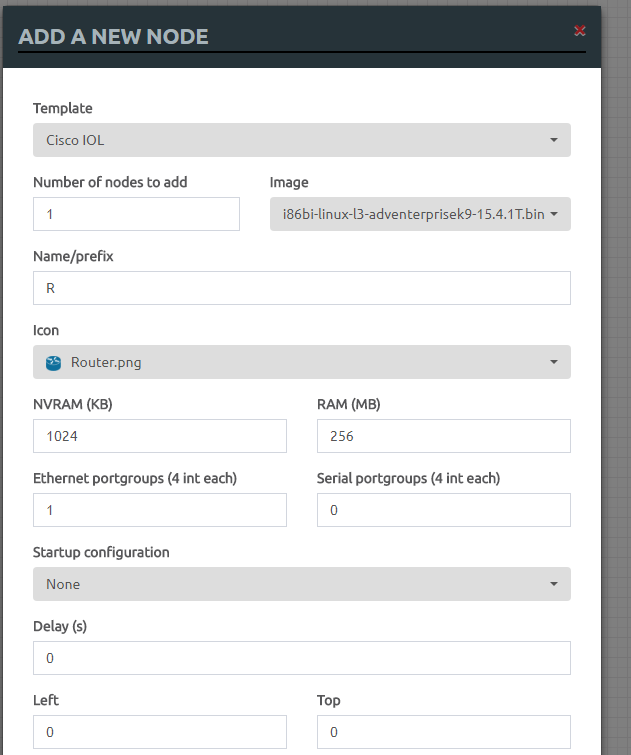 ADD A NEW NODE
Template
Cisco IOL
Number of nodes to add Image
1 i86bi-linux-l3-adventerprisek9-15.4.1T.bin
Name/prefix
R
Icon
Router.png
NVRAM (KB) RAM (MB)
1024 256
Ethernet portgroups (4 int each) Serial portgroups (4 int each)
1 0
Startup configuration
None
Delay (s)
0
Left Top
0 0